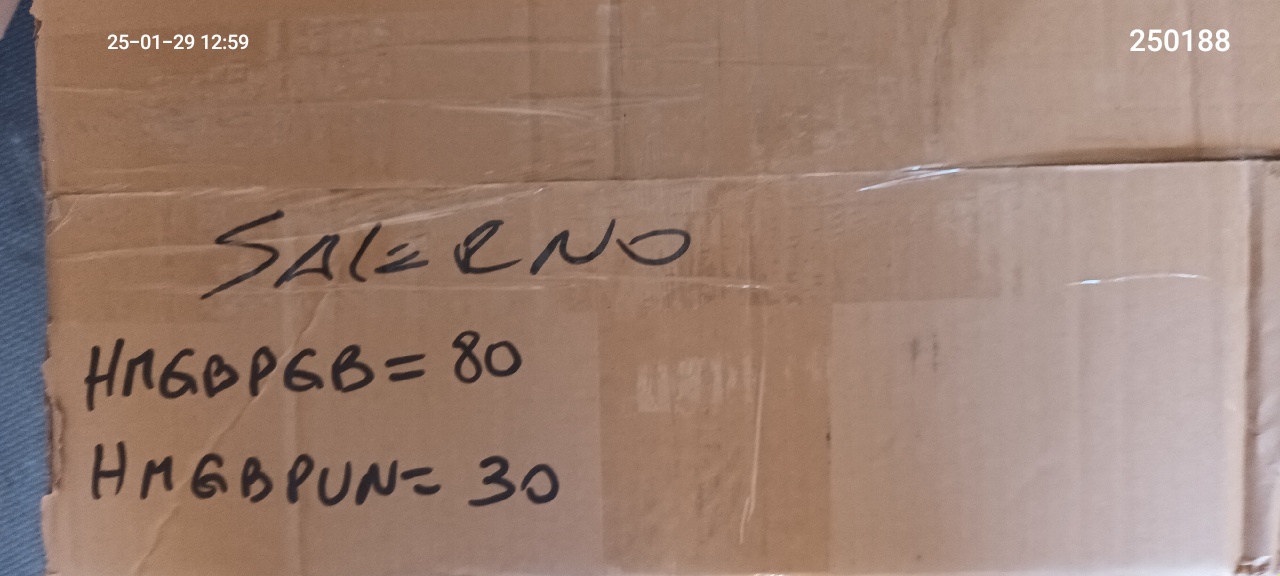 25-01-29 12:59
250188
SALERNO
HMGBPGB = 80
HMGBPUN = 30